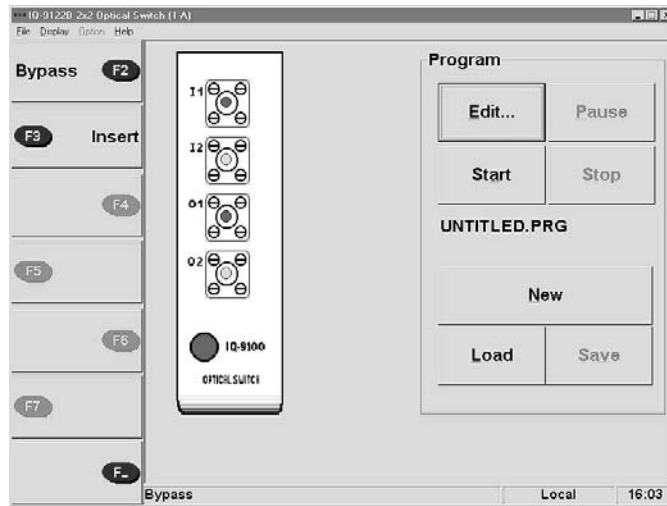 IQ-9122B 2x2 Optical Switch (1-A)
File Display Option Help
Bypass F2
F3 Insert
F4
F5
F6
F7
F_
I1
I2
O1
O2
IQ-9100
OPTICAL SWITCH
Program
Edit... Pause
Start Stop
UNTITLED.PRG
New
Load Save
Bypass Local 16:03